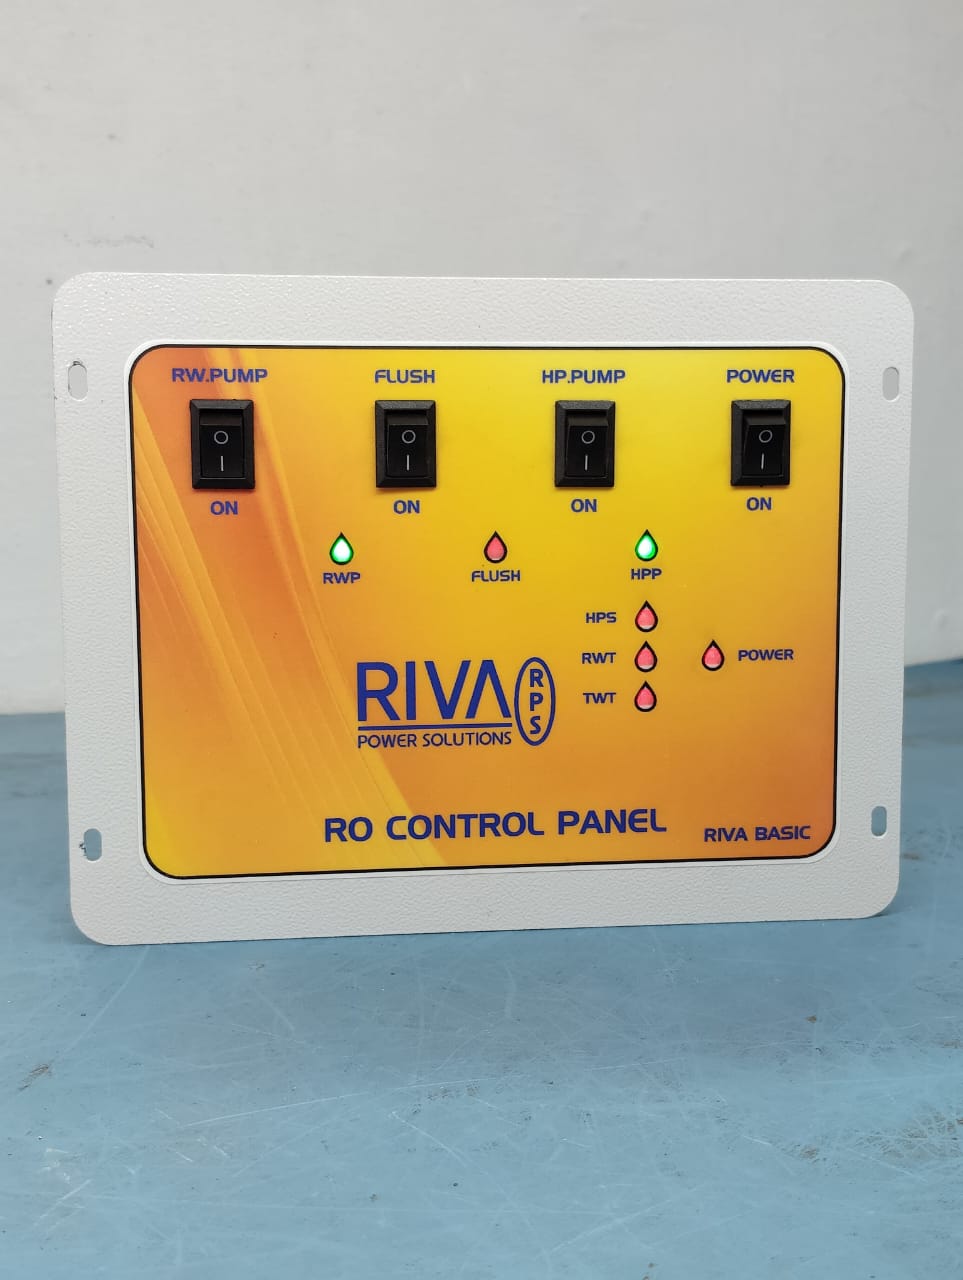 RW.PUMP FLUSH HP.PUMP POWER
O O O O
I I I I
ON ON ON ON
RWP FLUSH HPP
HPS
RWT POWER
TWT
RIVA RPS
POWER SOLUTIONS
RO CONTROL PANEL
RIVA BASIC